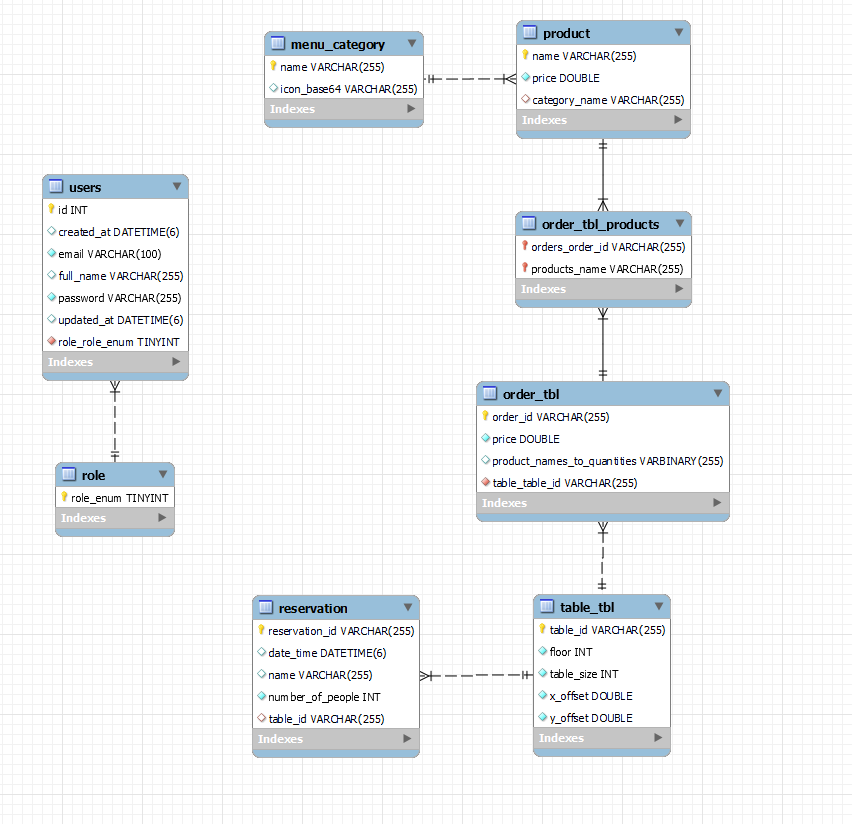 menu_category
name VARCHAR(255)
icon_base64 VARCHAR(255)
Indexes
product
name VARCHAR(255)
price DOUBLE
category_name VARCHAR(255)
Indexes
users
id INT
created_at DATETIME(6)
email VARCHAR(100)
full_name VARCHAR(255)
password VARCHAR(255)
updated_at DATETIME(6)
role_role_enum TINYINT
Indexes
order_tbl_products
orders_order_id VARCHAR(255)
products_name VARCHAR(255)
Indexes
order_tbl
order_id VARCHAR(255)
price DOUBLE
product_names_to_quantities VARBINARY(255)
table_table_id VARCHAR(255)
Indexes
role
role_enum TINYINT
Indexes
reservation
reservation_id VARCHAR(255)
date_time DATETIME(6)
name VARCHAR(255)
number_of_people INT
table_id VARCHAR(255)
Indexes
table_tbl
table_id VARCHAR(255)
floor INT
table_size INT
x_offset DOUBLE
y_offset DOUBLE
Indexes